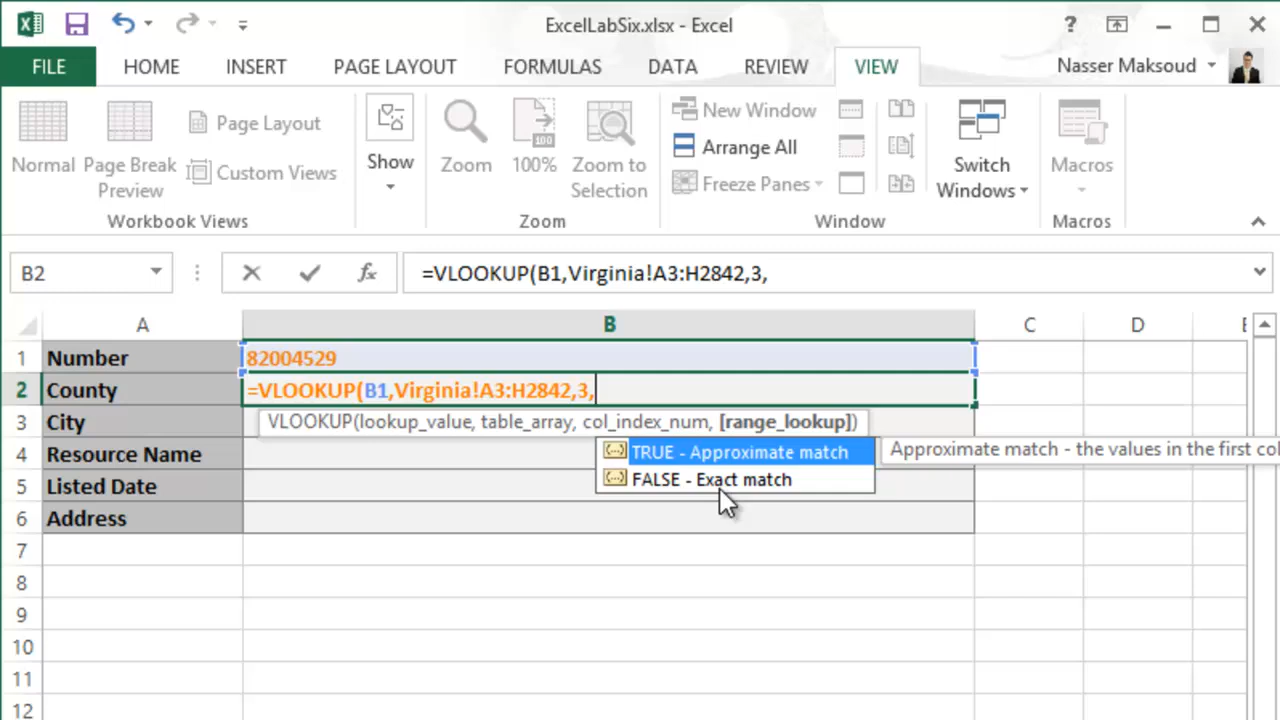 ExcelLabSix.xlsx - Excel
?
FILE HOME INSERT PAGE LAYOUT FORMULAS DATA REVIEW VIEW Nasser Maksoud
Normal
Page Break Preview
Page Layout
Custom Views
Workbook Views
Show
Zoom
100
100%
Zoom to Selection
Zoom
New Window
Arrange All
Freeze Panes
Window
Switch Windows
Macros
Macros
B2 fx =VLOOKUP(B1,Virginia!A3:H2842,3,
A B C D E
1 Number 82004529
2 County =VLOOKUP(B1,Virginia!A3:H2842,3,
3 City VLOOKUP(lookup_value, table_array, col_index_num, [range_lookup])
4 Resource Name TRUE - Approximate match Approximate match - the values in the first col
5 Listed Date FALSE - Exact match
6 Address
7
8
9
10
11
12